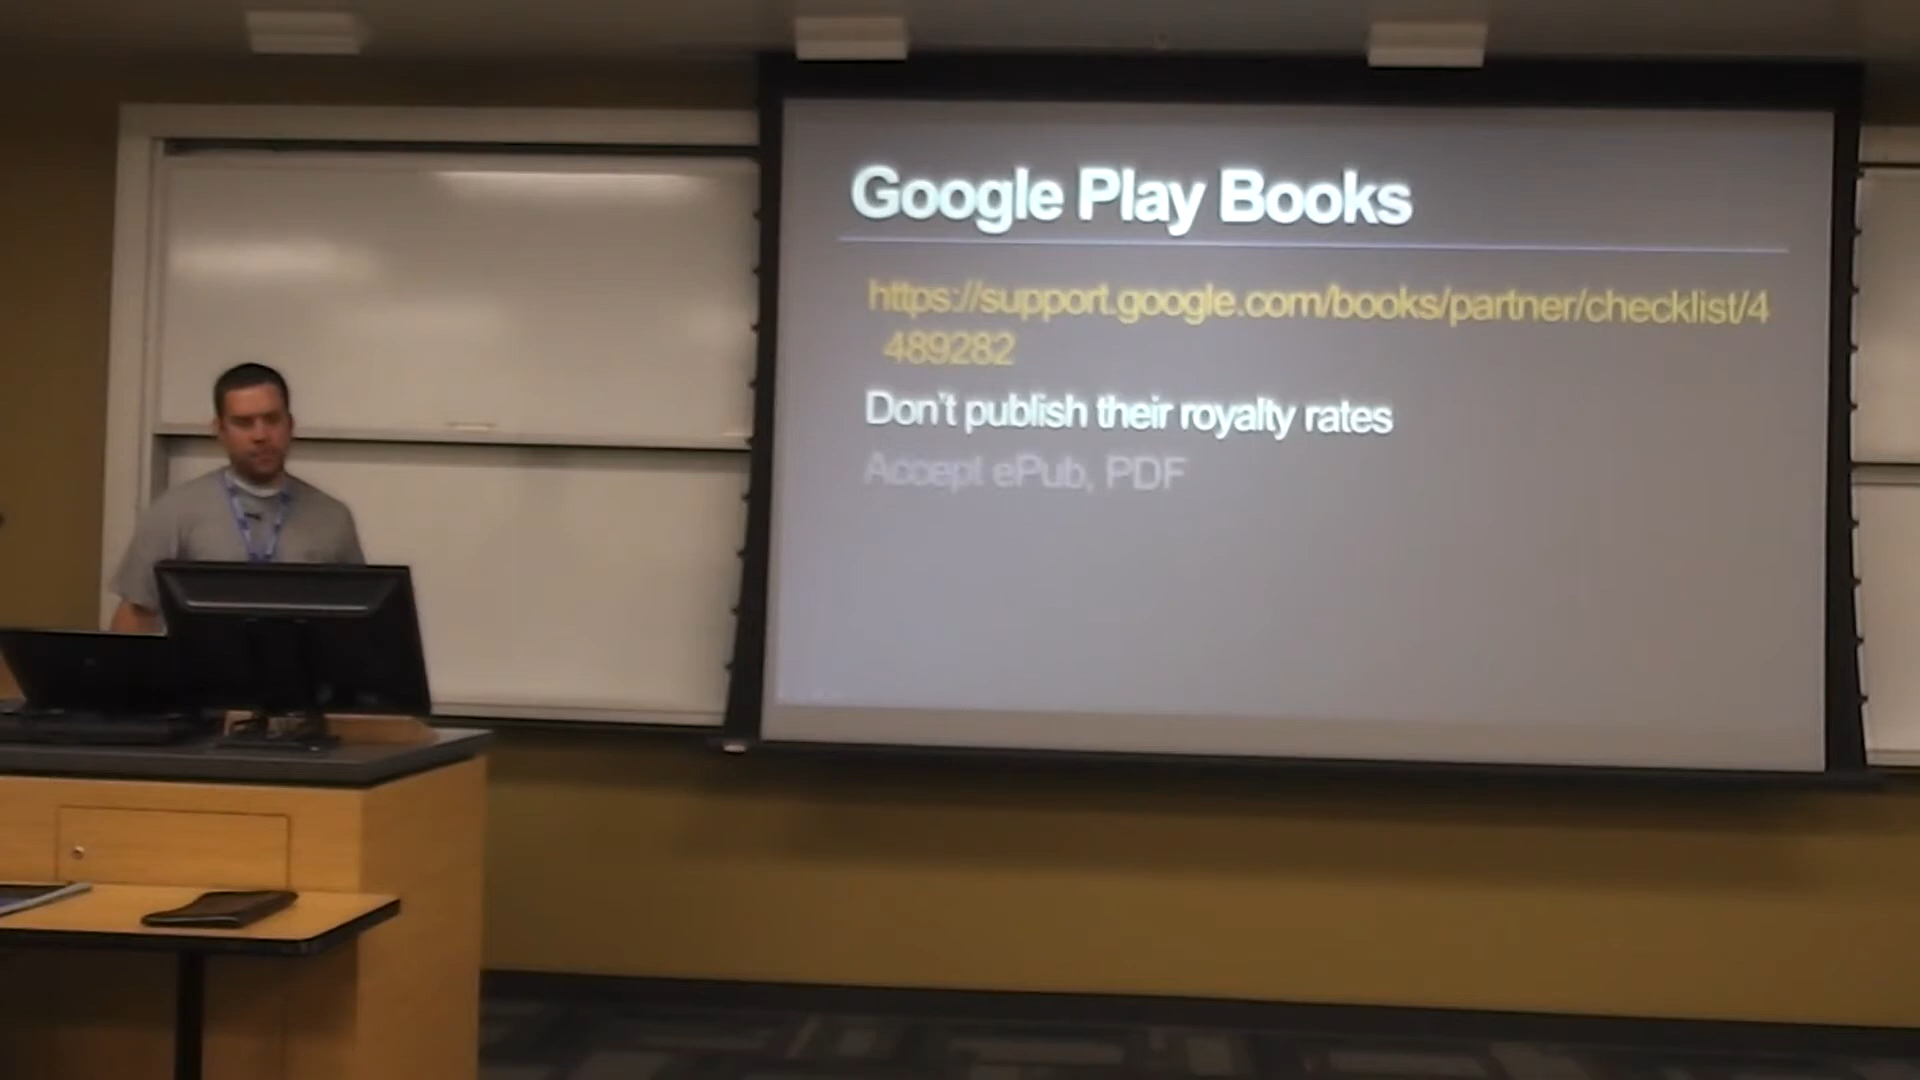 Google Play Books
https://support.google.com/books/partner/checklist/4
489282
Don't publish their royalty rates
Accept ePub, PDF